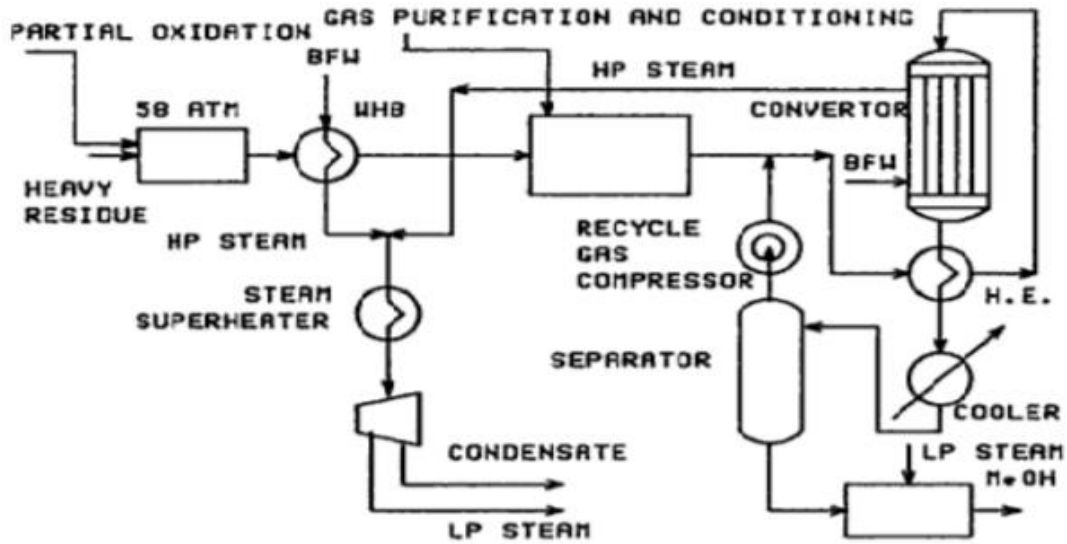 GAS PURIFICATION AND CONDITIONING
PARTIAL OXIDATION
BFW
HP STEAM
58 ATM
WHB
CONVERTOR
BFW
HEAVY
RESIDUE
HP STEAM
RECYCLE
GAS
COMPRESSOR
H.E.
STEAM
SUPERHEATER
SEPARATOR
COOLER
CONDENSATE
LP STEAM
MeOH
LP STEAM